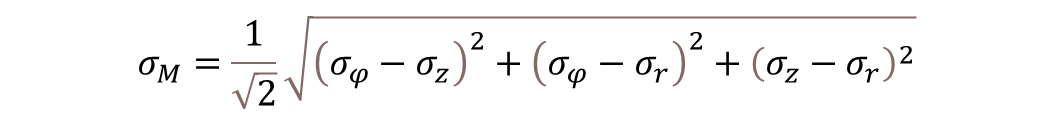 σ_M = 1/√2 √((σ_φ − σ_z)² + (σ_φ − σ_r)² + (σ_z − σ_r)²)